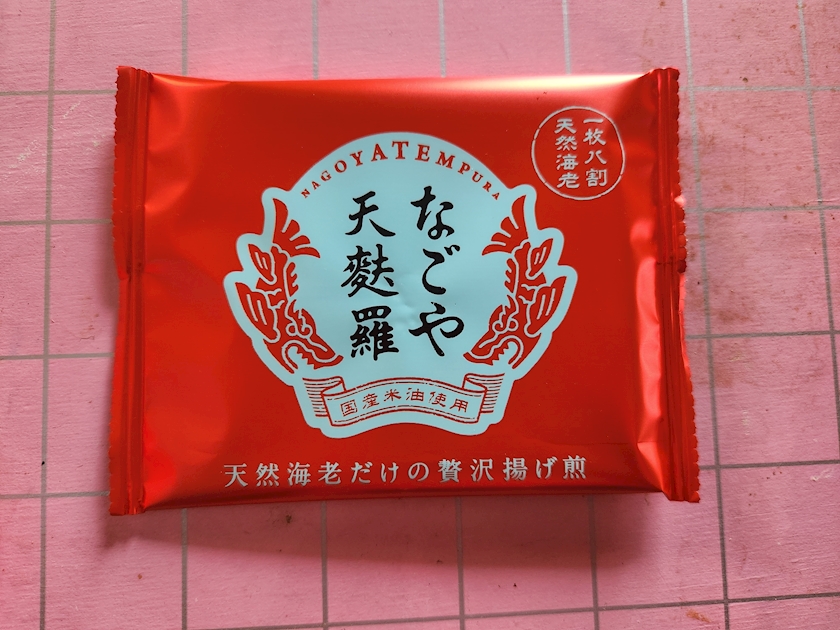 一枚八割
天然海老
NAGOYATEMPURA
なごや
天麩羅
国産米油使用
天然海老だけの贅沢揚げ煎